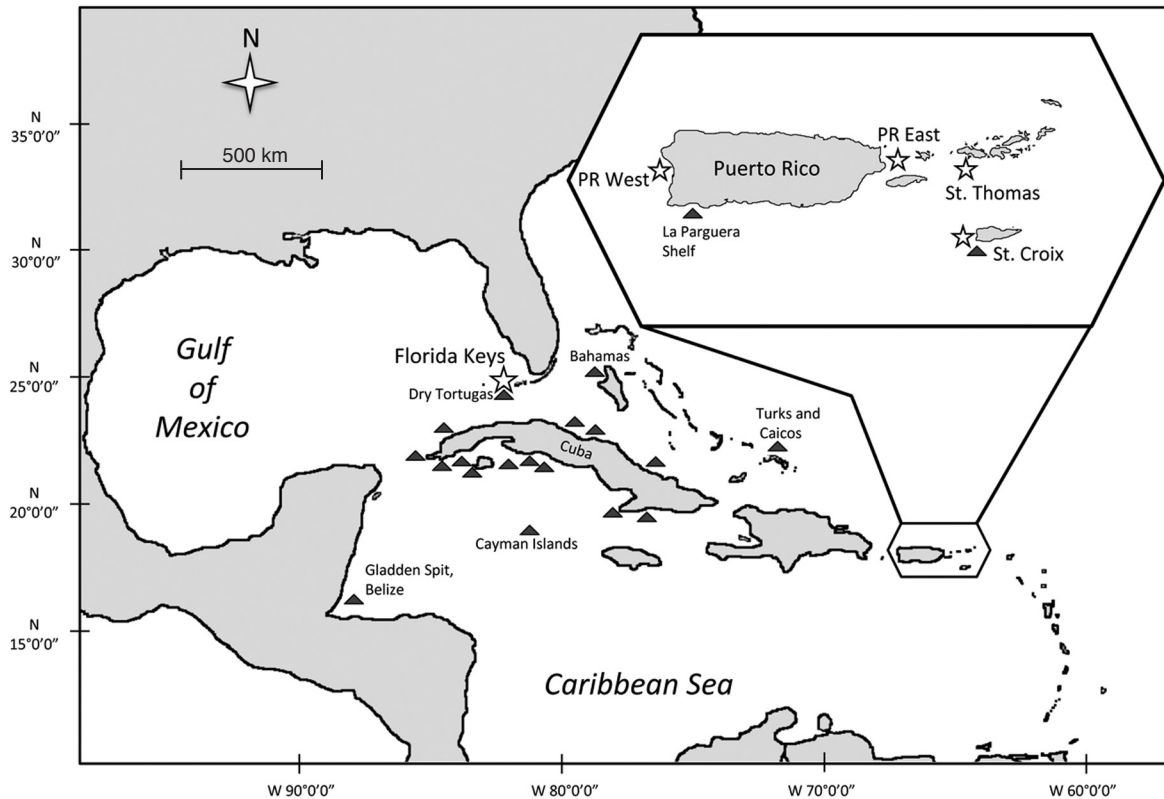 N
500 km
N
35°0'0"
N
30°0'0"
N
25°0'0"
N
20°0'0"
N
15°0'0"
PR East
PR West
Puerto Rico
St. Thomas
La Parguera
Shelf
St. Croix
Gulf
of
Mexico
Florida Keys
Dry Tortugas
Bahamas
Turks and
Caicos
Cuba
Cayman Islands
Gladden Spit,
Belize
Caribbean Sea
W 90°0'0"
W 80°0'0"
W 70°0'0"
W 60°0'0"